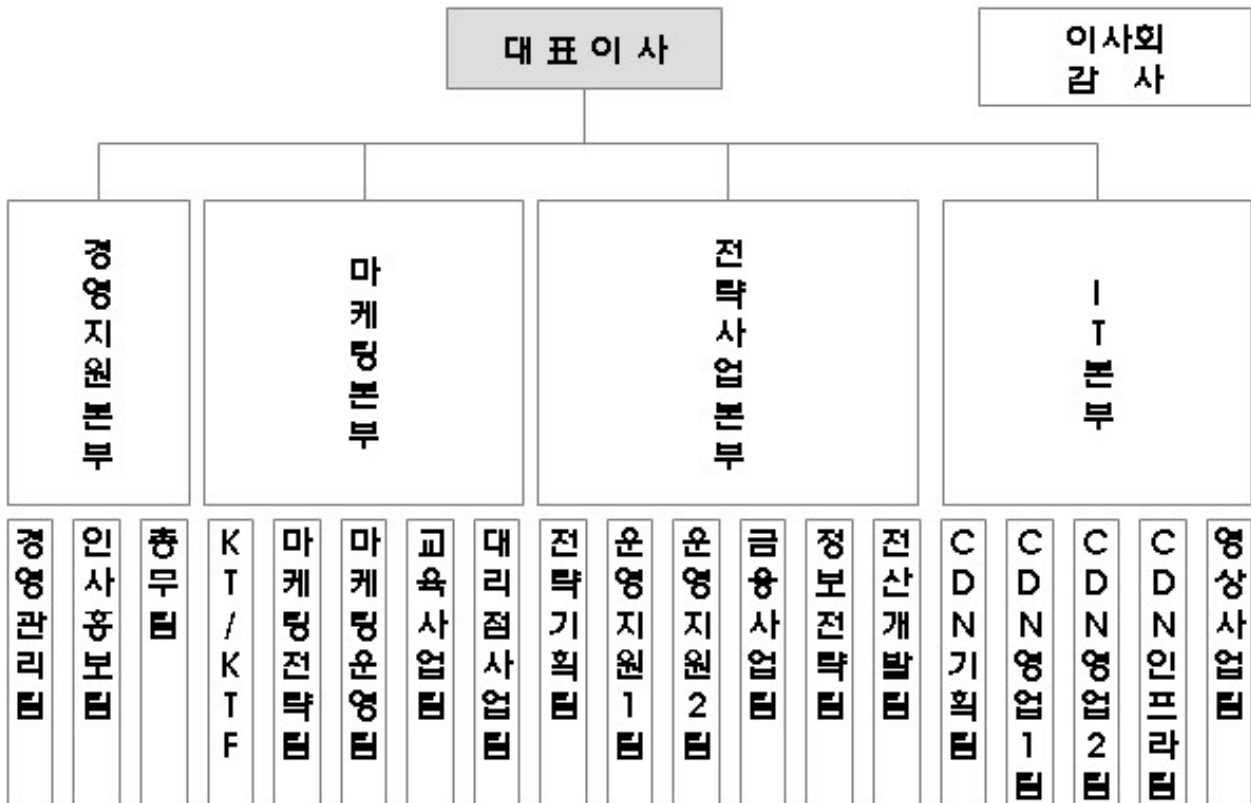 대표이사
이사회
감 사
경영지원본부
마케팅본부
전략사업본부
IT본부
경영관리팀
인사홍보팀
총무팀
KT/KTF
마케팅전략팀
마케팅운영팀
교육사업팀
대리점사업팀
전략기획팀
운영지원1팀
운영지원2팀
금융사업팀
정보전략팀
전산개발팀
CDN기획팀
CDN영업1팀
CDN영업2팀
CDN인프라팀
영상사업팀